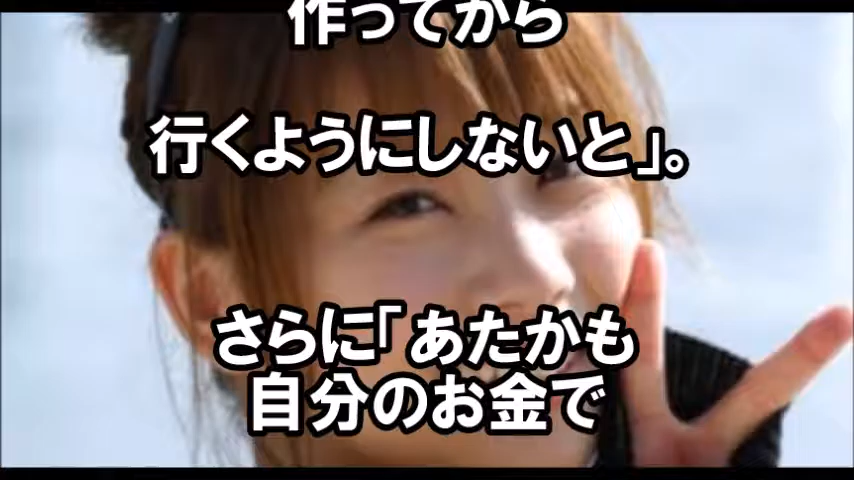 作ってから
行くようにしないと」。
さらに「あたかも
自分のお金で